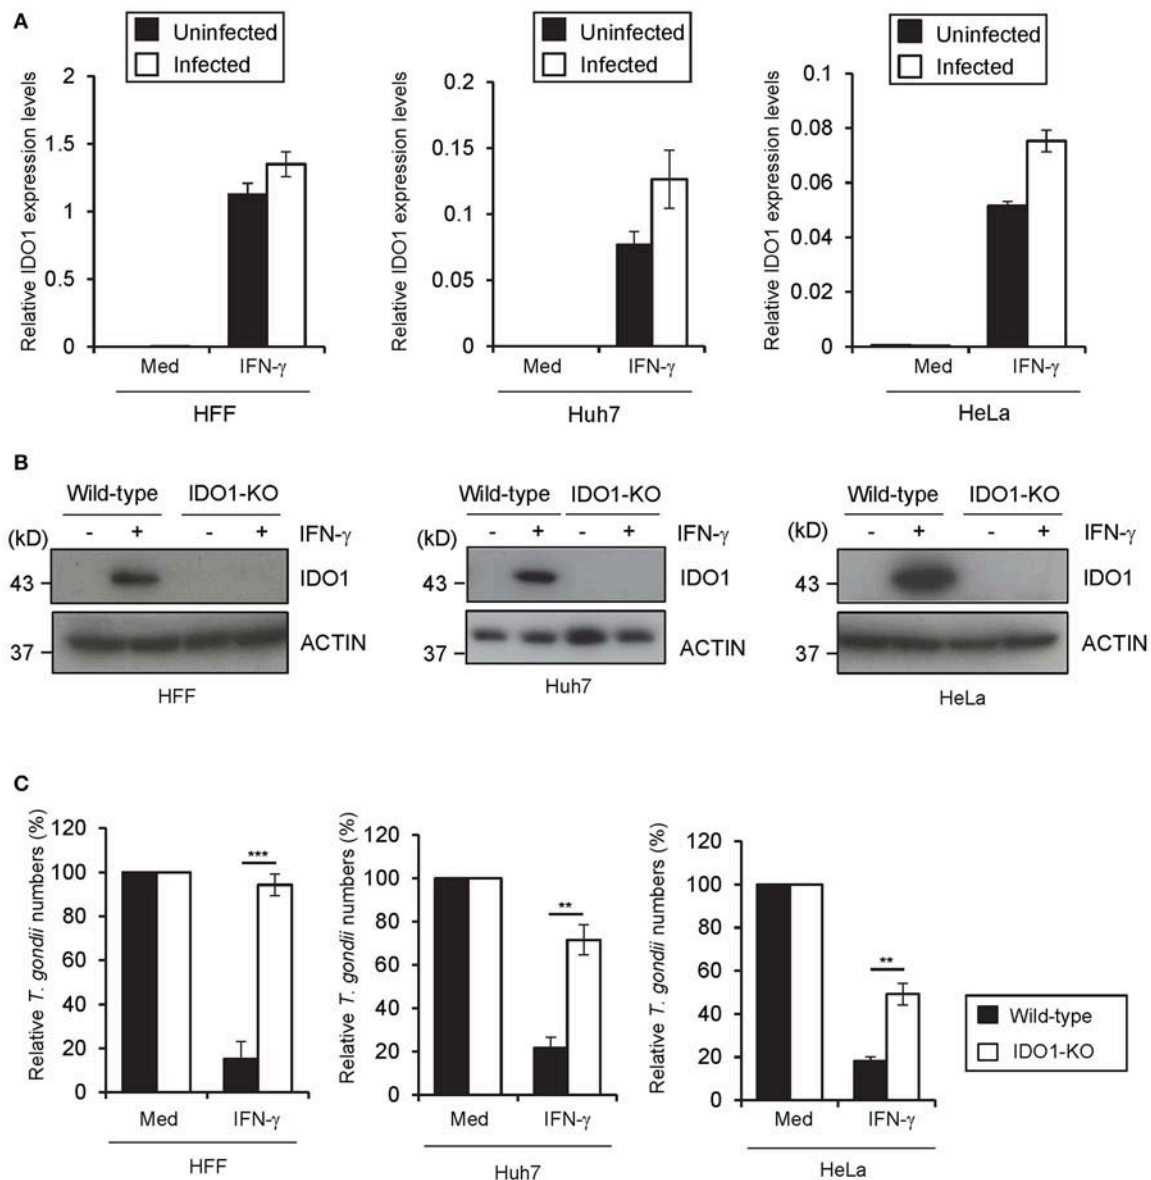 A
Uninfected
Infected
Relative IDO1 expression levels
2
1.5
1
0.5
0
Med IFN-γ
HFF
Uninfected
Infected
Relative IDO1 expression levels
0.2
0.15
0.1
0.05
0
Med IFN-γ
Huh7
Uninfected
Infected
Relative IDO1 expression levels
0.1
0.08
0.06
0.04
0.02
0
Med IFN-γ
HeLa
B
Wild-type IDO1-KO
(kD) - + - + IFN-γ
43 IDO1
37 ACTIN
HFF
Wild-type IDO1-KO
(kD) - + - + IFN-γ
43 IDO1
37 ACTIN
Huh7
Wild-type IDO1-KO
(kD) - + - + IFN-γ
43 IDO1
37 ACTIN
HeLa
C
Relative T. gondii numbers (%)
120
100
80
60
40
20
0
***
Med IFN-γ
HFF
Relative T. gondii numbers (%)
120
100
80
60
40
20
0
**
Med IFN-γ
Huh7
Relative T. gondii numbers (%)
120
100
80
60
40
20
0
**
Med IFN-γ
HeLa
Wild-type
IDO1-KO